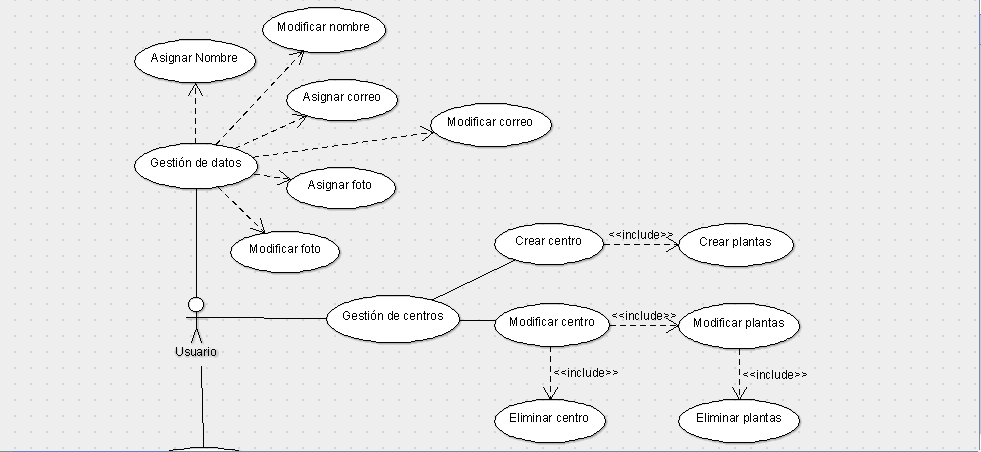 Modificar nombre
Asignar Nombre
Asignar correo
Modificar correo
Gestión de datos
Asignar foto
Modificar foto
Crear centro
<<include>>
Crear plantas
Gestión de centros
Modificar centro
<<include>>
Modificar plantas
Usuario
<<include>>
<<include>>
Eliminar centro
Eliminar plantas